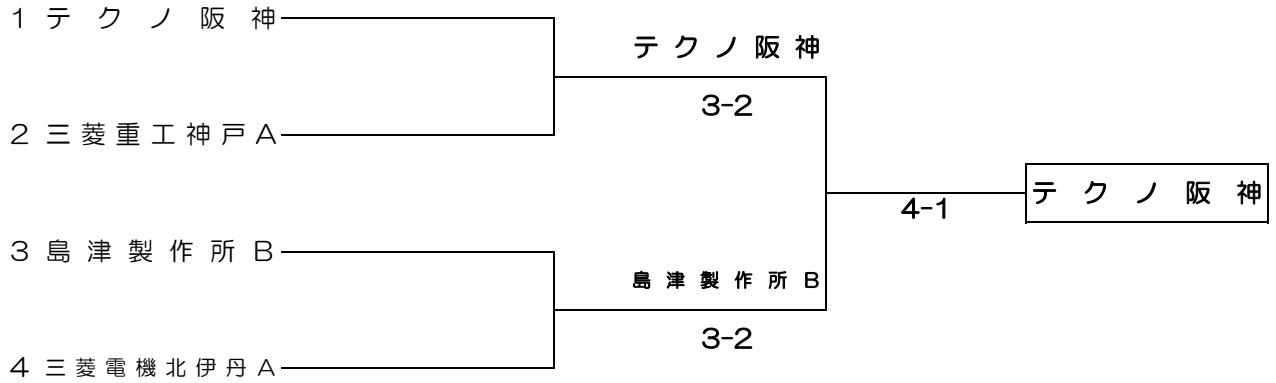 1 テクノ阪神
テクノ阪神
3-2
2 三菱重工神戸A
テクノ阪神
4-1
3 島津製作所B
島津製作所B
3-2
4 三菱電機北伊丹A